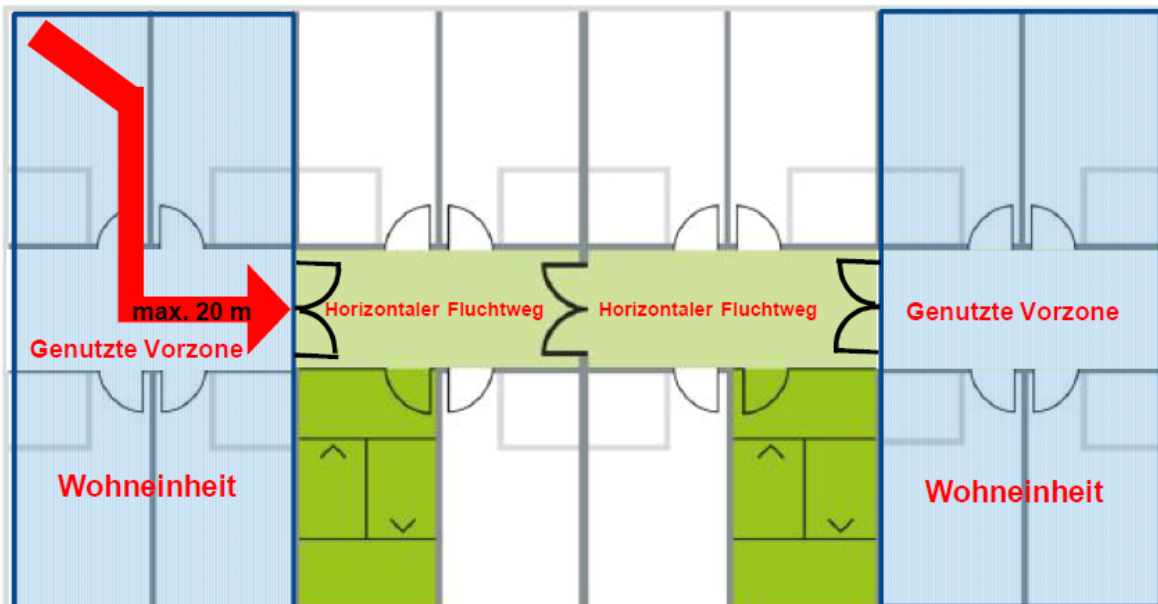 max. 20 m
Horizontaler Fluchtweg
Horizontaler Fluchtweg
Genutzte Vorzone
Genutzte Vorzone
Wohneinheit
Wohneinheit